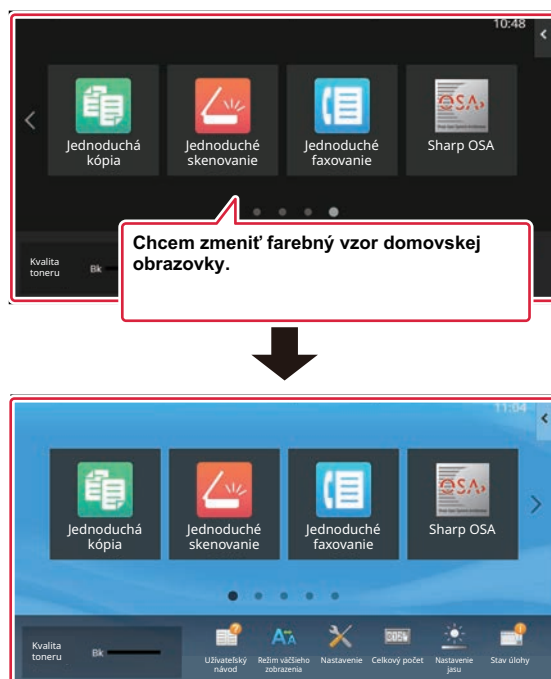 10:48
Jednoduchá
kópia
Jednoduché
skenovanie
Jednoduché
faxovanie
OSA
Sharp OSA
Kvalita
toneru
Bk
Chcem zmeniť farebný vzor domovskej
obrazovky.
11:04
Jednoduchá
kópia
Jednoduché
skenovanie
Jednoduché
faxovanie
OSA
Sharp OSA
Kvalita
toneru
Bk
Užívateľský
návod
Režim väčšieho
zobrazenia
Nastavenie
Celkový počet
Nastavenie
jasu
Stav úlohy